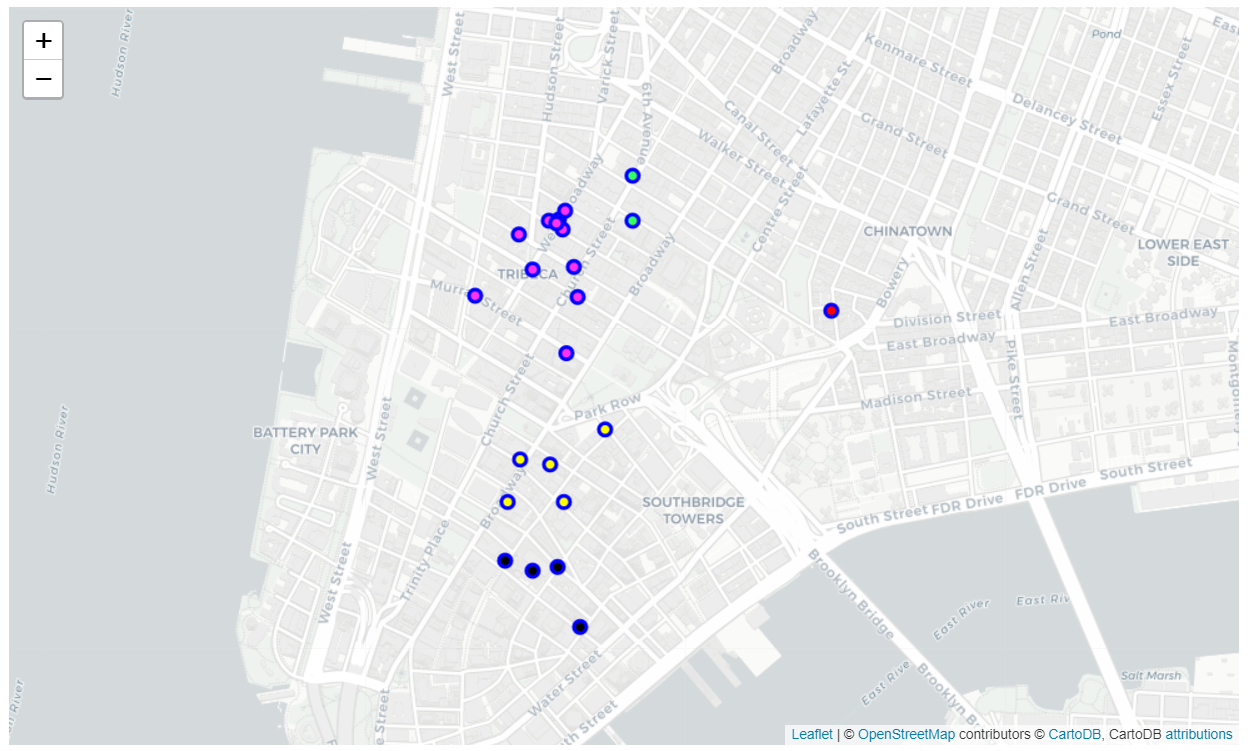 +
−
Hudson River
West Street
Hudson Street
Varick Street
6th Avenue
Broadway
Lafayette St.
Kenmare Street
Pond
Essex Street
Delancey Street
Canal Street
Walker Street
Grand Street
Centre Street
Grand Street
CHINATOWN
LOWER EAST
SIDE
Allen Street
Bowery
Church Street
Broadway
TRIBECA
Murray Street
Division Street
East Broadway
East Broadway
Pike Street
Madison Street
Park Row
Church Street
West Street
BATTERY PARK
CITY
Hudson River
Broadway
SOUTHBRIDGE
TOWERS
South Street
FDR Drive
FDR Drive
South Street
Trinity Place
West Street
Brooklyn Bridge
East River
East Riv
East Rive
Salt Marsh
Water Street
Leaflet | © OpenStreetMap contributors © CartoDB, CartoDB attributions